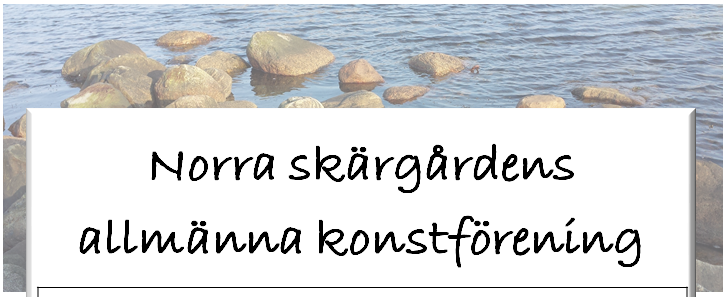 Norra skärgårdens
allmänna konstförening